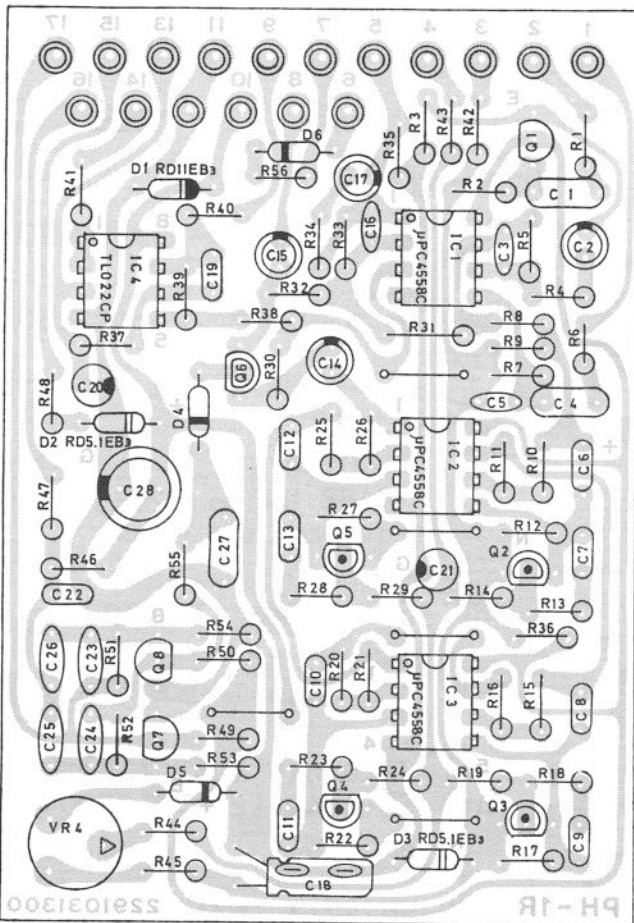 17 15 13 11 9 7 5 4 3 2 1
16 14 10 8 6
E
D6
R35
R3
R43
R42
Q1
R1
D1 RD11EB3
R56
C17
R2
C1
R41
R40
R34
R33
C16
μPC4558C
IC1
C3
R5
C2
TL022CP
IC4
8
5
C19
R39
C15
R32
R4
R38
R31
R8
R9
R6
R37
C14
R7
Q6
R30
C20
R48
C5
C4
D4
+
D2 RD5.1EB3
G
1
C12
R25
R26
μPC4558C
IC2
R11
R10
C6
+
C28
R47
R27
R12
N
C13
Q5
Q2
C7
C27
R46
R55
G
C21
C22
R28
R29
R14
R13
B
R54
R36
C26
C23
R51
Q8
R50
C10
R20
R21
μPC4558C
IC3
R16
R15
C8
C25
C24
R52
Q7
R49
4
R53
R23
R24
R19
R18
E
D5
+
Q4
Q3
VR4
R44
C11
R22
D3 RD5.1EB3
C9
R17
R45
C18
2291031300
PH-1R